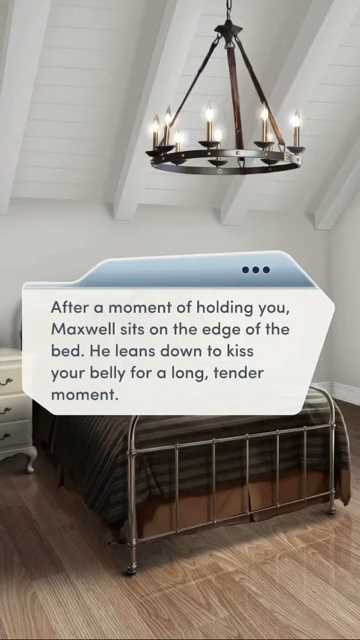 After a moment of holding you,
Maxwell sits on the edge of the
bed. He leans down to kiss
your belly for a long, tender
moment.